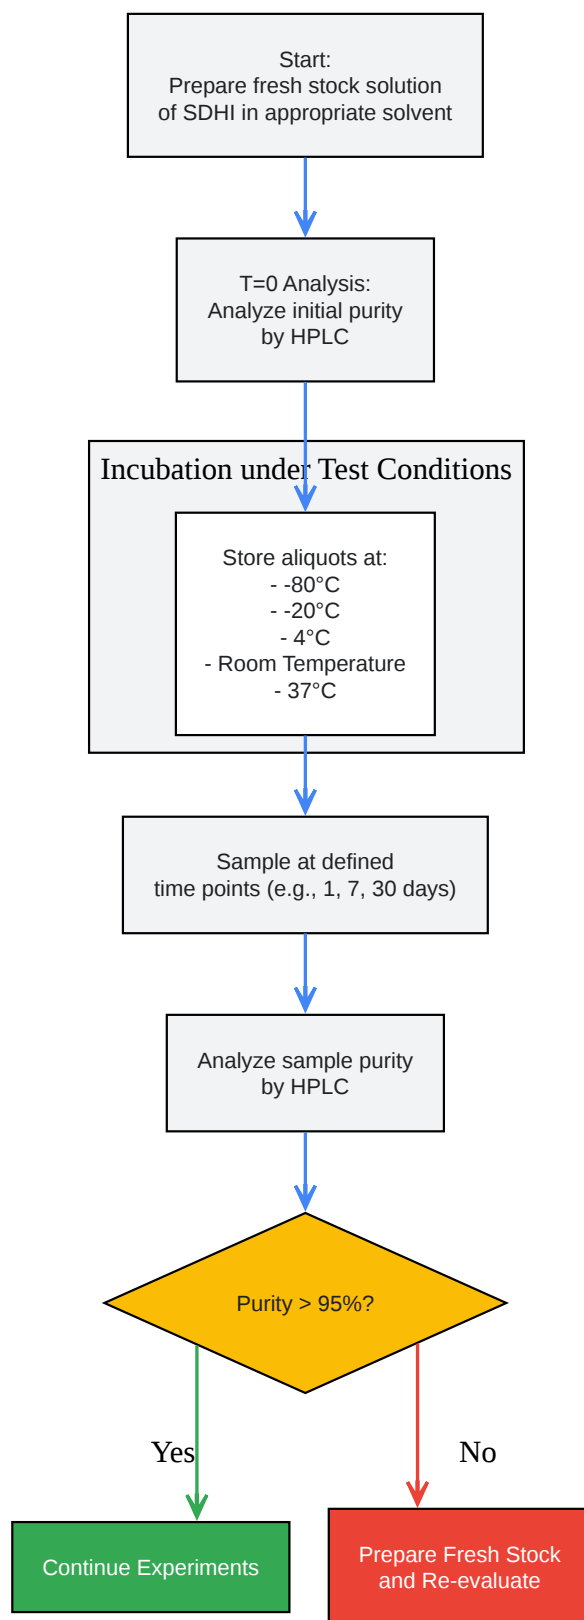 Start:
Prepare fresh stock solution
of SDHI in appropriate solvent
T=0 Analysis:
Analyze initial purity
by HPLC
Incubation under Test Conditions
Store aliquots at:
- -80°C
- -20°C
- 4°C
- Room Temperature
- 37°C
Sample at defined
time points (e.g., 1, 7, 30 days)
Analyze sample purity
by HPLC
Purity > 95%?
Yes
No
Continue Experiments
Prepare Fresh Stock
and Re-evaluate